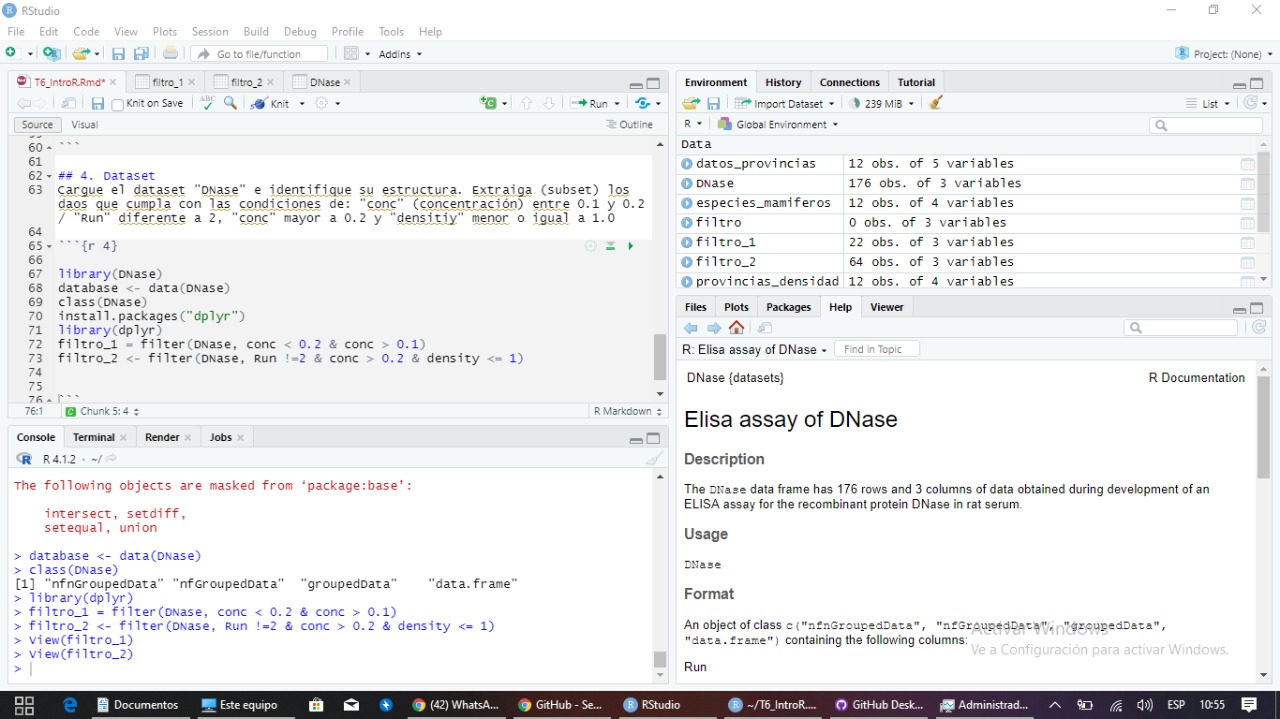 RStudio
File Edit Code View Plots Session Build Debug Profile Tools Help
Go to file/function Addins Project: (None)
T6_IntroR.Rmd* filtro_1 filtro_2 DNase
Knit on Save ABC Knit Run
Source Visual Outline
60 ```
61
62 ## 4. Dataset
63 Cargue el dataset "DNase" e identifique su estructura. Extraiga (subset) los
daos que cumpla con las condiciones de: "conc" (concentración) entre 0.1 y 0.2
/ "Run" diferente a 2, "conc" mayor a 0.2 y "densitiy" menor o igual a 1.0
64
65 ```{r 4}
66
67 library(DNase)
68 database <- data(DNase)
69 class(DNase)
70 install.packages("dplyr")
71 library(dplyr)
72 filtro_1 = filter(DNase, conc < 0.2 & conc > 0.1)
73 filtro_2 <- filter(DNase, Run !=2 & conc > 0.2 & density <= 1)
74
75
76 ```
76:1 Chunk 5: 4 R Markdown
Console Terminal Render Jobs
R 4.1.2 · ~/
The following objects are masked from ‘package:base’:
intersect, setdiff,
setequal, union
> database <- data(DNase)
> class(DNase)
[1] "nfnGroupedData" "nfGroupedData" "groupedData" "data.frame"
> library(dplyr)
> filtro_1 = filter(DNase, conc < 0.2 & conc > 0.1)
> filtro_2 <- filter(DNase, Run !=2 & conc > 0.2 & density <= 1)
> View(filtro_1)
> View(filtro_2)
>
Environment History Connections Tutorial
Import Dataset 239 MiB List
R Global Environment
Data
datos_provincias 12 obs. of 5 variables
DNase 176 obs. of 3 variables
especies_mamiferos 12 obs. of 4 variables
filtro 0 obs. of 3 variables
filtro_1 22 obs. of 3 variables
filtro_2 64 obs. of 3 variables
provincias_densidad 12 obs. of 4 variables
Files Plots Packages Help Viewer
R: Elisa assay of DNase Find in Topic
DNase {datasets} R Documentation
Elisa assay of DNase
Description
The DNase data frame has 176 rows and 3 columns of data obtained during development of an
ELISA assay for the recombinant protein DNase in rat serum.
Usage
DNase
Format
An object of class c("nfnGroupedData", "nfGroupedData", "groupedData",
"data.frame") containing the following columns:
Run
Activar Windows
Ve a Configuración para activar Windows.
Documentos Este equipo (42) WhatsA... GitHub - Se... RStudio ~/T6_IntroR.... GitHub Desk... Administrad... ESP 10:55